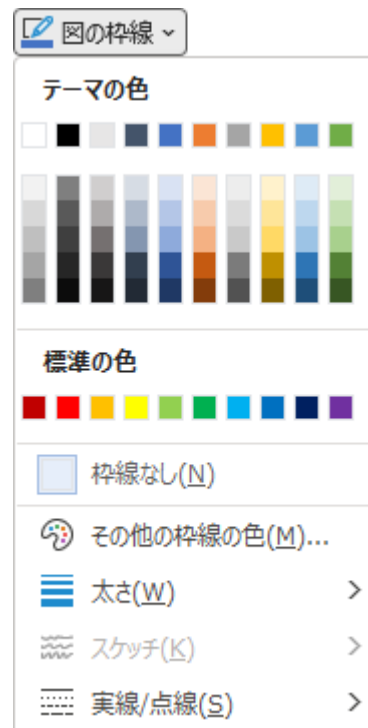 図の枠線
テーマの色
標準の色
枠線なし(N)
その他の枠線の色(M)...
太さ(W)
スケッチ(K)
実線/点線(S)